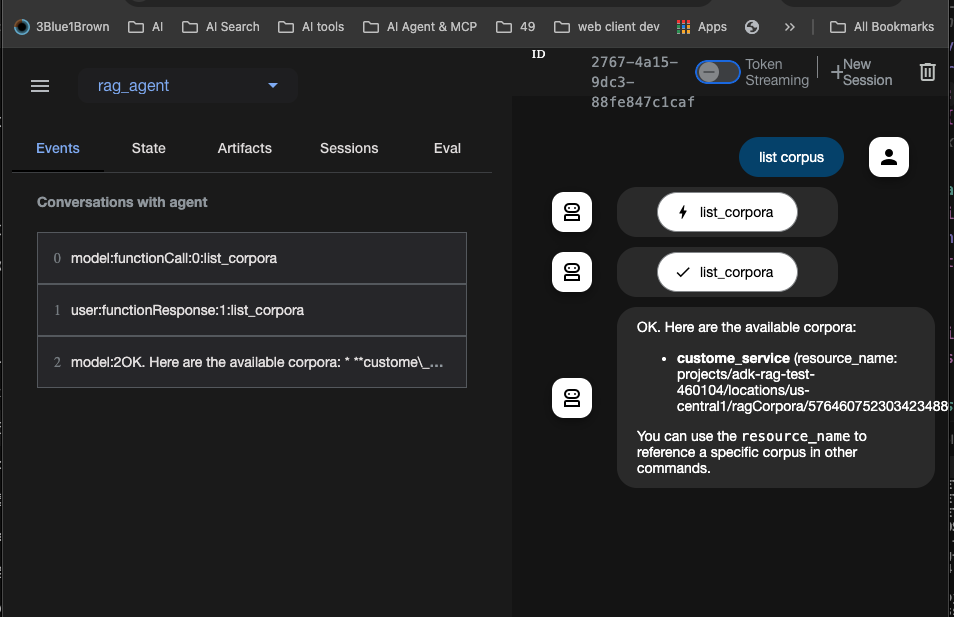 3Blue1Brown AI AI Search AI tools AI Agent & MCP 49 web client dev Apps » All Bookmarks
rag_agent
ID
2767-4a15-
9dc3-
88fe847c1caf
Token
Streaming
New
Session
Events State Artifacts Sessions Eval
Conversations with agent
0 model:functionCall:0:list_corpora
1 user:functionResponse:1:list_corpora
2 model:2OK. Here are the available corpora: * **custome\_...
list corpus
list_corpora
list_corpora
OK. Here are the available corpora:
• custome_service (resource_name:
projects/adk-rag-test-
460104/locations/us-
central1/ragCorpora/576460752303423488
You can use the resource_name to
reference a specific corpus in other
commands.